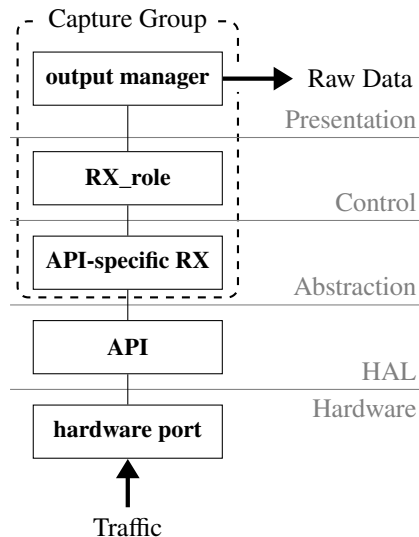 Capture Group
output manager
Raw Data
Presentation
RX_role
Control
API-specific RX
Abstraction
API
HAL
Hardware
hardware port
Traffic